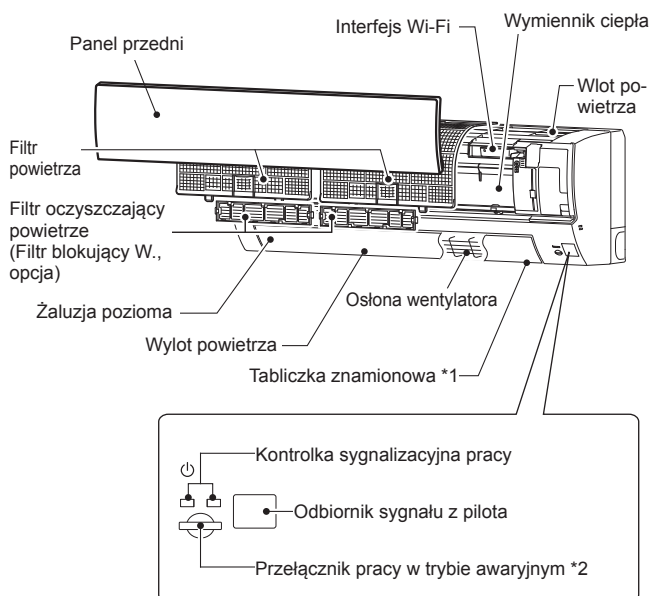 Interfejs Wi-Fi
Wymiennik ciepła
Panel przedni
Wlot po-
wietrza
Filtr
powietrza
Filtr oczyszczający
powietrze
(Filtr blokujący W.,
opcja)
Osłona wentylatora
Żaluzja pozioma
Wylot powietrza
Tabliczka znamionowa *1
Kontrolka sygnalizacyjna pracy
Odbiornik sygnału z pilota
Przełącznik pracy w trybie awaryjnym *2